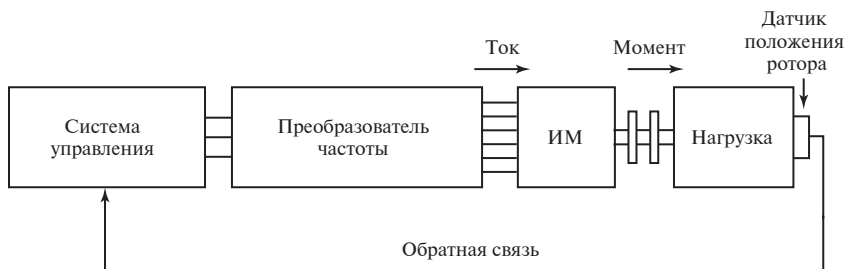 Датчик
положения
ротора
Ток
Момент
Система
управления
Преобразователь
частоты
ИМ
Нагрузка
Обратная связь